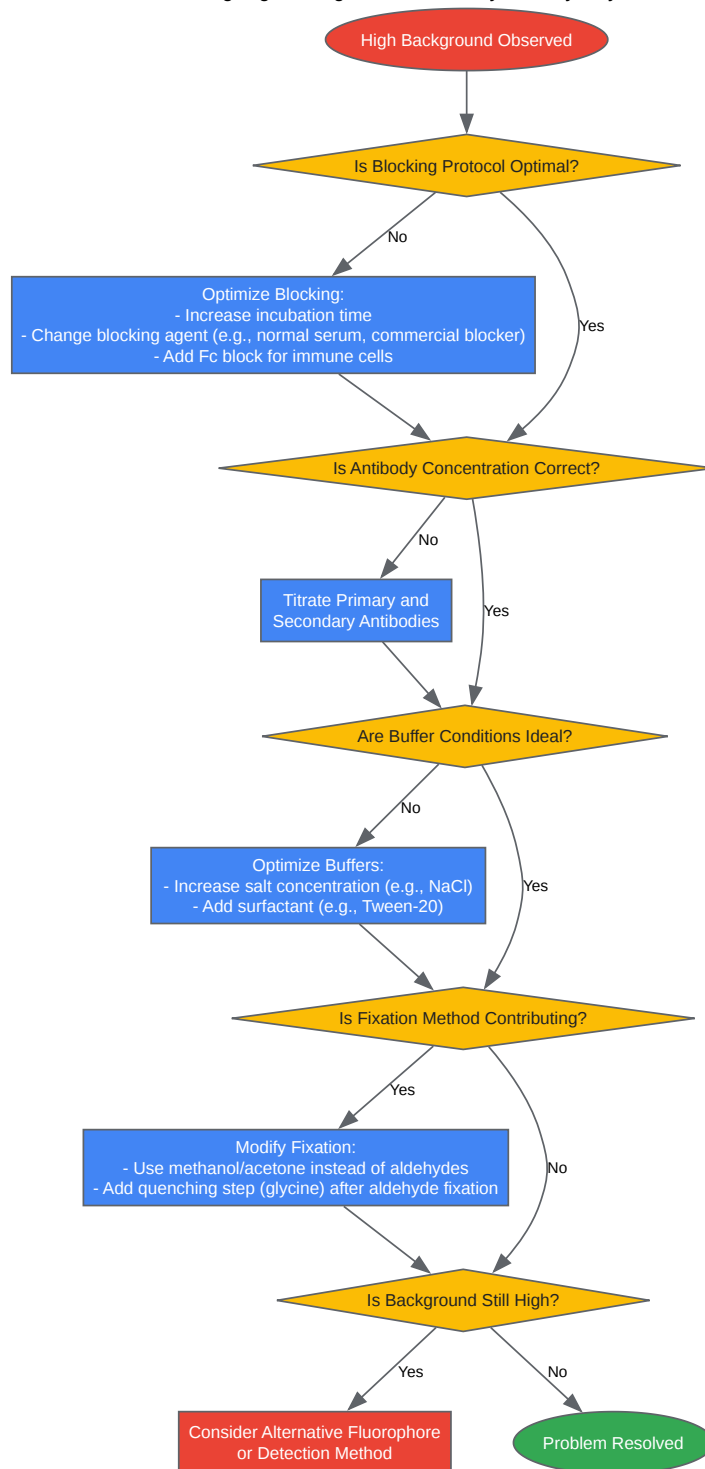 High Background Observed
Is Blocking Protocol Optimal?
No
Yes
Optimize Blocking:
- Increase incubation time
- Change blocking agent (e.g., normal serum, commercial blocker)
- Add Fc block for immune cells
Is Antibody Concentration Correct?
No
Yes
Titrate Primary and
Secondary Antibodies
Are Buffer Conditions Ideal?
No
Yes
Optimize Buffers:
- Increase salt concentration (e.g., NaCl)
- Add surfactant (e.g., Tween-20)
Is Fixation Method Contributing?
Yes
No
Modify Fixation:
- Use methanol/acetone instead of aldehydes
- Add quenching step (glycine) after aldehyde fixation
Is Background Still High?
Yes
No
Consider Alternative Fluorophore
or Detection Method
Problem Resolved